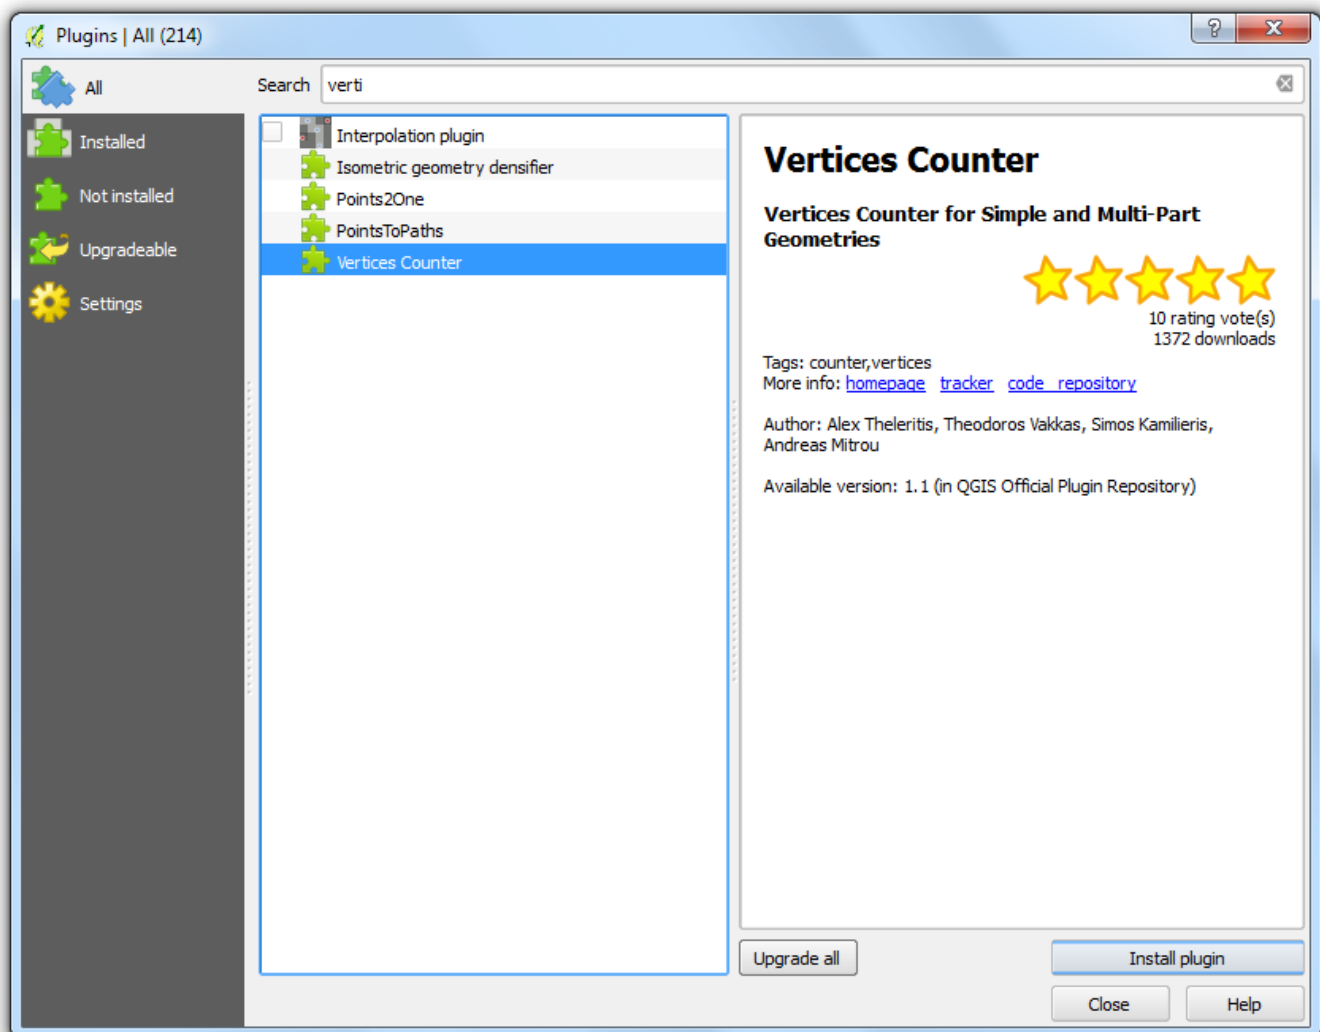 Plugins | All (214)
All
Installed
Not installed
Upgradeable
Settings
Search verti
Interpolation plugin
Isometric geometry densifier
Points2One
PointsToPaths
Vertices Counter
Vertices Counter
Vertices Counter for Simple and Multi-Part
Geometries
10 rating vote(s)
1372 downloads
Tags: counter,vertices
More info: homepage tracker code_repository
Author: Alex Theleritis, Theodoros Vakkas, Simos Kamilieris,
Andreas Mitrou
Available version: 1.1 (in QGIS Official Plugin Repository)
Upgrade all
Install plugin
Close
Help